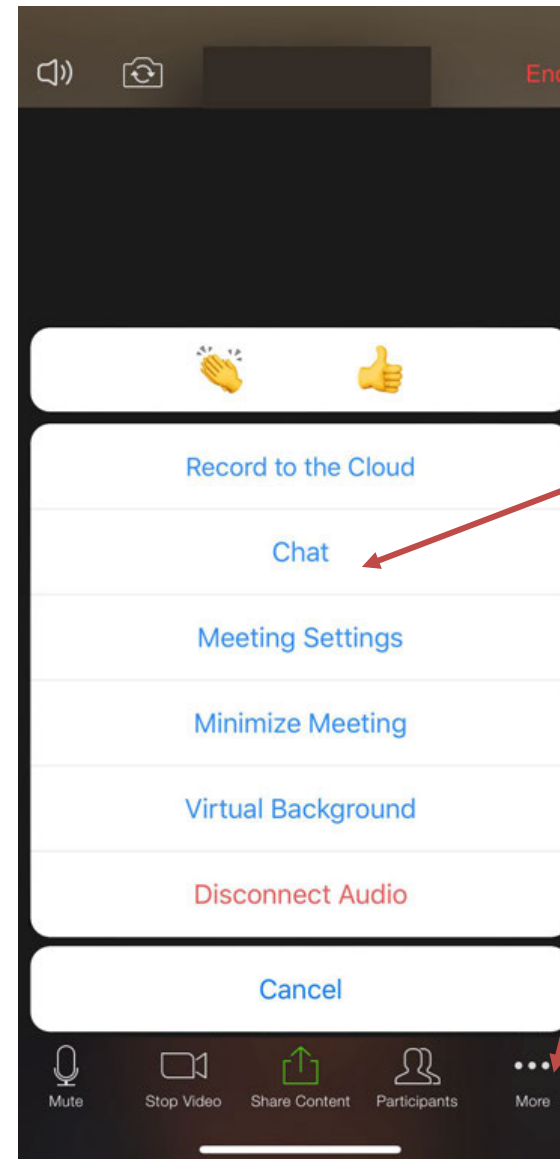 End
Record to the Cloud
Chat
Meeting Settings
Minimize Meeting
Virtual Background
Disconnect Audio
Cancel
Mute Stop Video Share Content Participants More